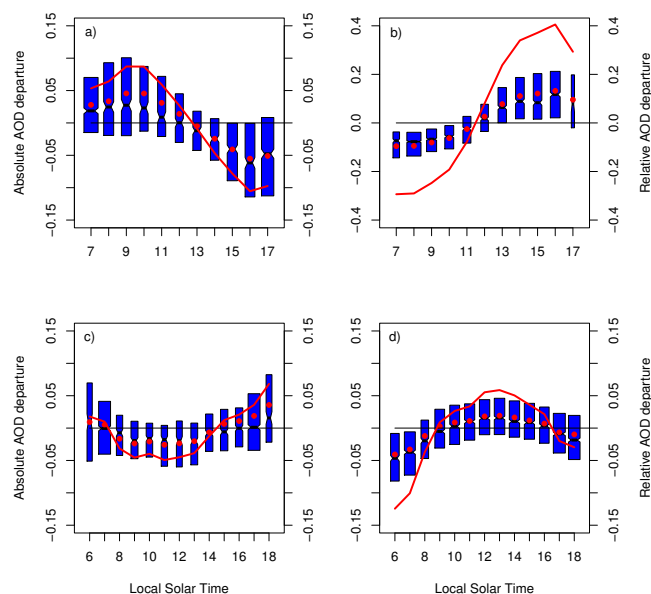 a)
0.15
0.05
−0.05
−0.15
Absolute AOD departure
0.15
0.05
−0.05
−0.15
7 9 11 13 15 17
b)
0.4
0.2
0.0
−0.2
−0.4
0.4
0.2
0.0
−0.2
−0.4
Relative AOD departure
7 9 11 13 15 17
c)
0.15
0.05
−0.05
−0.15
Absolute AOD departure
0.15
0.05
−0.05
−0.15
6 8 10 12 14 16 18
Local Solar Time
d)
0.15
0.05
−0.05
−0.15
0.15
0.05
−0.05
−0.15
Relative AOD departure
6 8 10 12 14 16 18
Local Solar Time